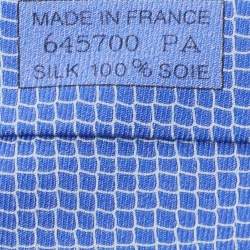 MADE IN FRANCE
645700 PA
SILK 100% SOIE